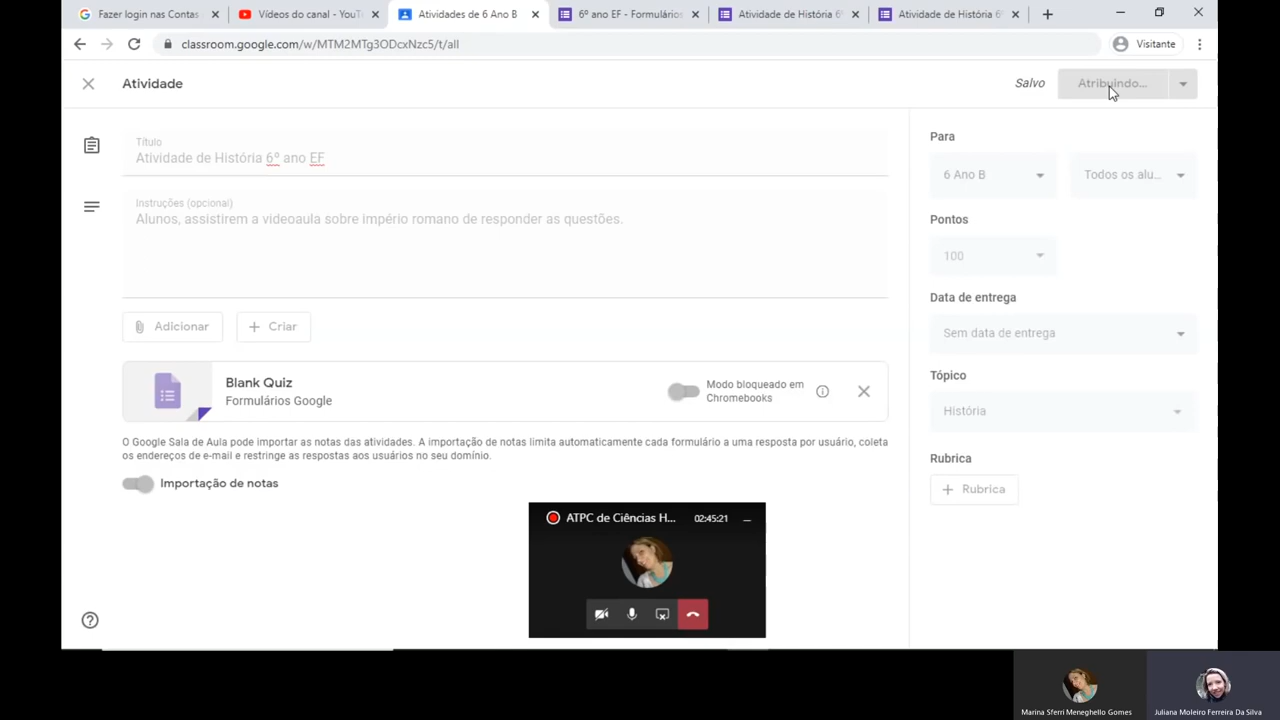 Fazer login nas Contas
Vídeos do canal - YouT
Atividades de 6 Ano B
6º ano EF - Formulários
Atividade de História 6º
Atividade de História 6º
classroom.google.com/w/MTM2MTg3ODcxNzc5/t/all
Visitante
Atividade
Salvo
Atribuindo...
Título
Atividade de História 6º ano EF
Instruções (opcional)
Alunos, assistirem a videoaula sobre império romano de responder as questões.
Adicionar
Criar
Blank Quiz
Formulários Google
Modo bloqueado em
Chromebooks
O Google Sala de Aula pode importar as notas das atividades. A importação de notas limita automaticamente cada formulário a uma resposta por usuário, coleta
os endereços de e-mail e restringe as respostas aos usuários no seu domínio.
Importação de notas
Para
6 Ano B
Todos os alu...
Pontos
100
Data de entrega
Sem data de entrega
Tópico
História
Rubrica
Rubrica
ATPC de Ciências H...
02:45:21
Marina Sferri Meneghello Gomes
Juliana Moleiro Ferreira Da Silva